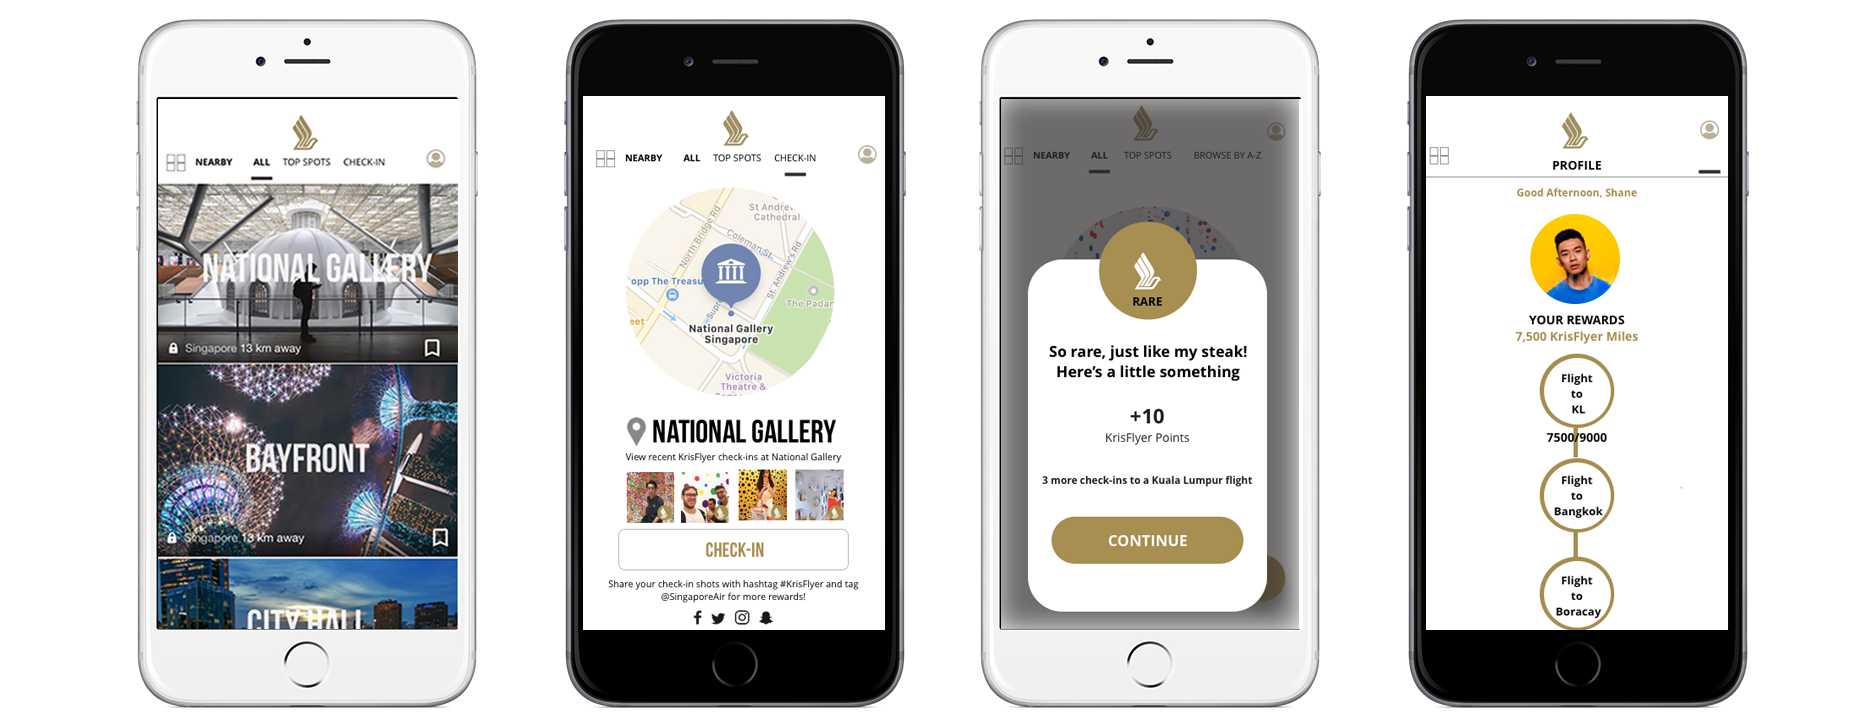 NEARBY ALL TOP SPOTS CHECK-IN
NATIONAL GALLERY
Singapore 13 km away
BAYFRONT
Singapore 13 km away
CITY HALL
NEARBY ALL TOP SPOTS CHECK-IN
St Andrew
Cathedral
North Bridge Rd
Coleman St
St. Andrew's Rd
opp The Treasu
The Padan
Supr
eet
National Gallery
Singapore
Victoria
Theatre &
NATIONAL GALLERY
View recent KrisFlyer check-ins at National Gallery
CHECK-IN
Share your check-in shots with hashtag #KrisFlyer and tag
@SingaporeAir for more rewards!
NEARBY ALL TOP SPOTS BROWSE BY A-Z
RARE
So rare, just like my steak!
Here's a little something
+10
KrisFlyer Points
3 more check-ins to a Kuala Lumpur flight
CONTINUE
PROFILE
Good Afternoon, Shane
YOUR REWARDS
7,500 KrisFlyer Miles
Flight
to
KL
7500/9000
Flight
to
Bangkok
Flight
to
Boracay